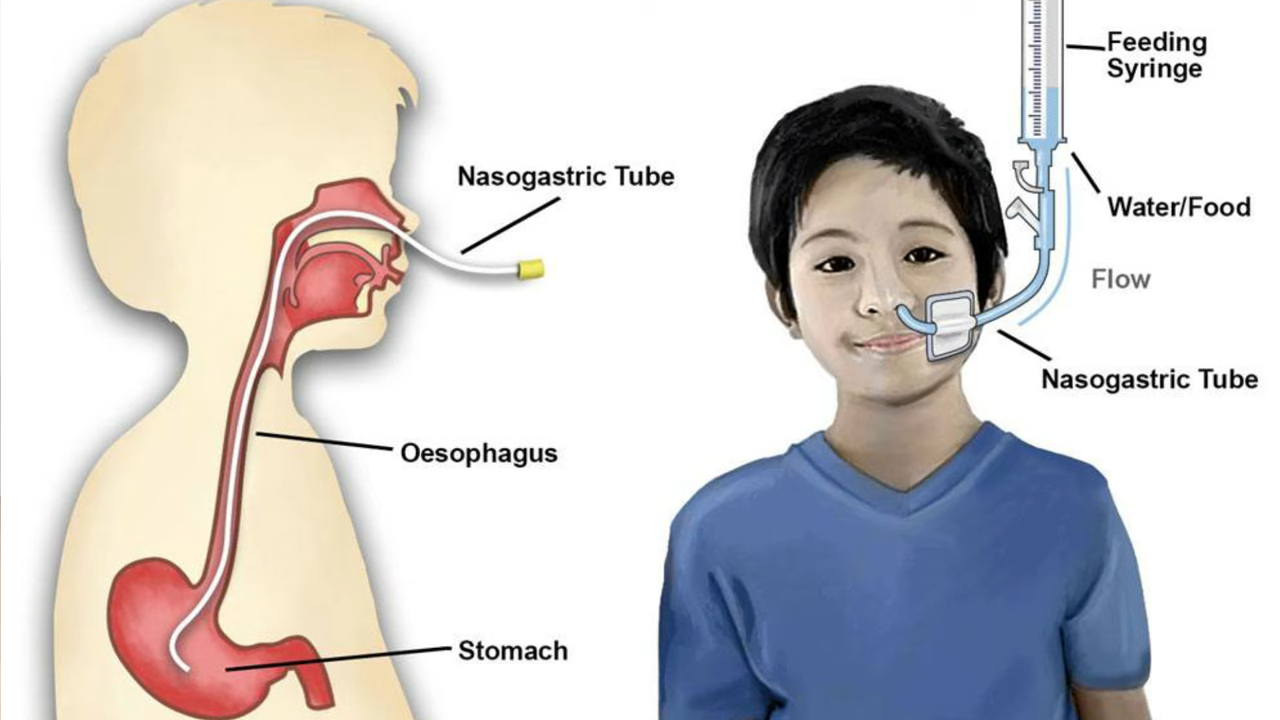 Nasogastric Tube
Oesophagus
Stomach
Feeding
Syringe
Water/Food
Flow
Nasogastric Tube